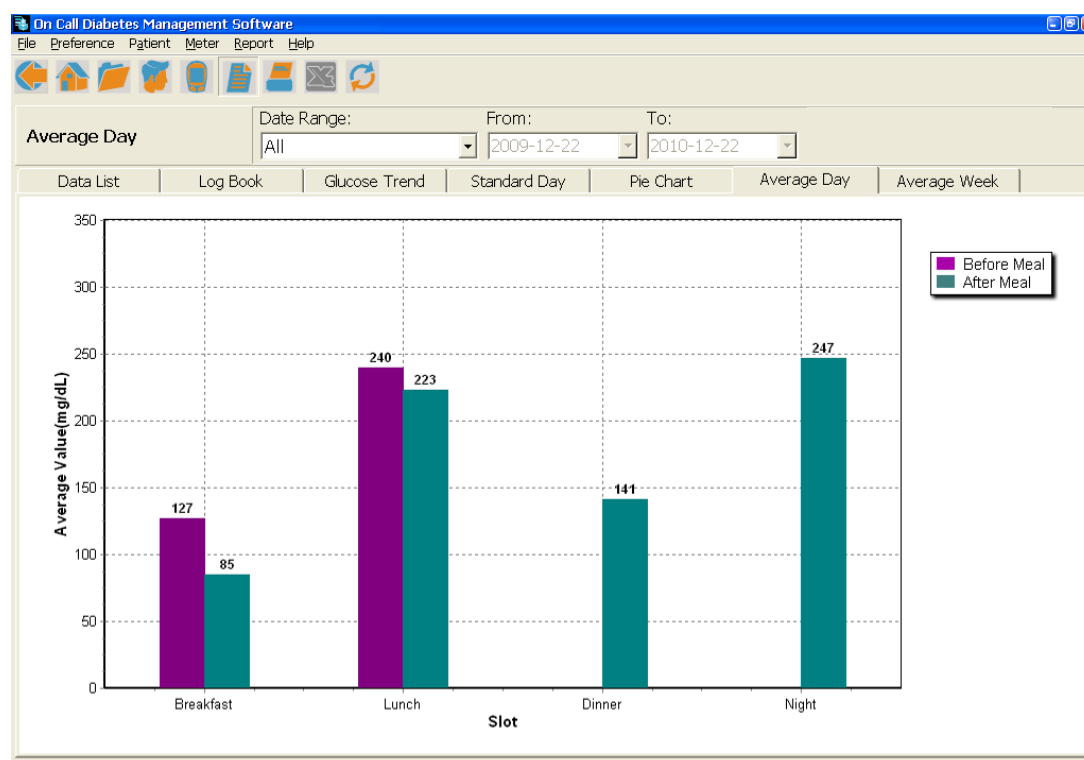 On Call Diabetes Management Software
File Preference Patient Meter Report Help
Average Day
Date Range: From: To:
All 2009-12-22 2010-12-22
Data List Log Book Glucose Trend Standard Day Pie Chart Average Day Average Week
350
300
250
200
150
100
50
0
Average Value(mg/dL)
127
85
240
223
141
247
Breakfast Lunch Dinner Night
Slot
Before Meal
After Meal